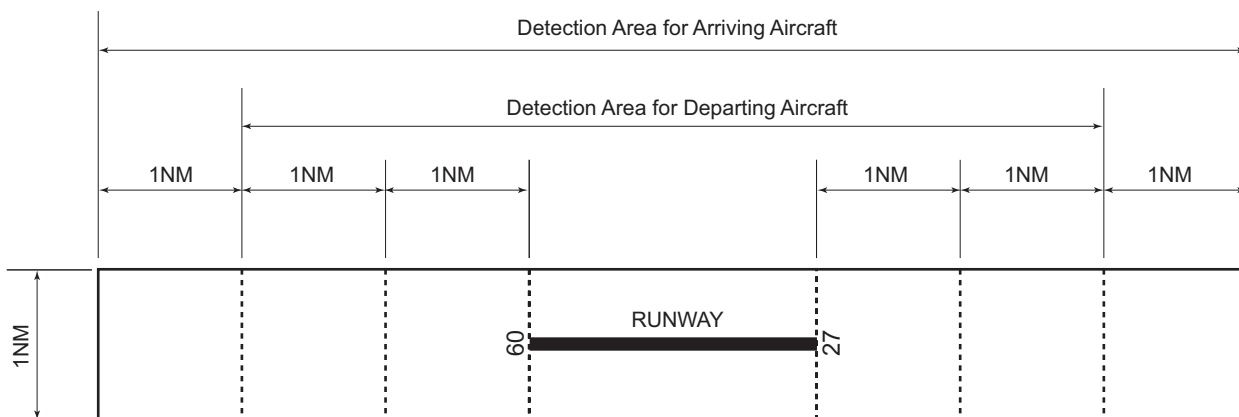 Detection Area for Arriving Aircraft
Detection Area for Departing Aircraft
1NM 1NM 1NM 1NM 1NM 1NM
1NM
RUNWAY
09
27